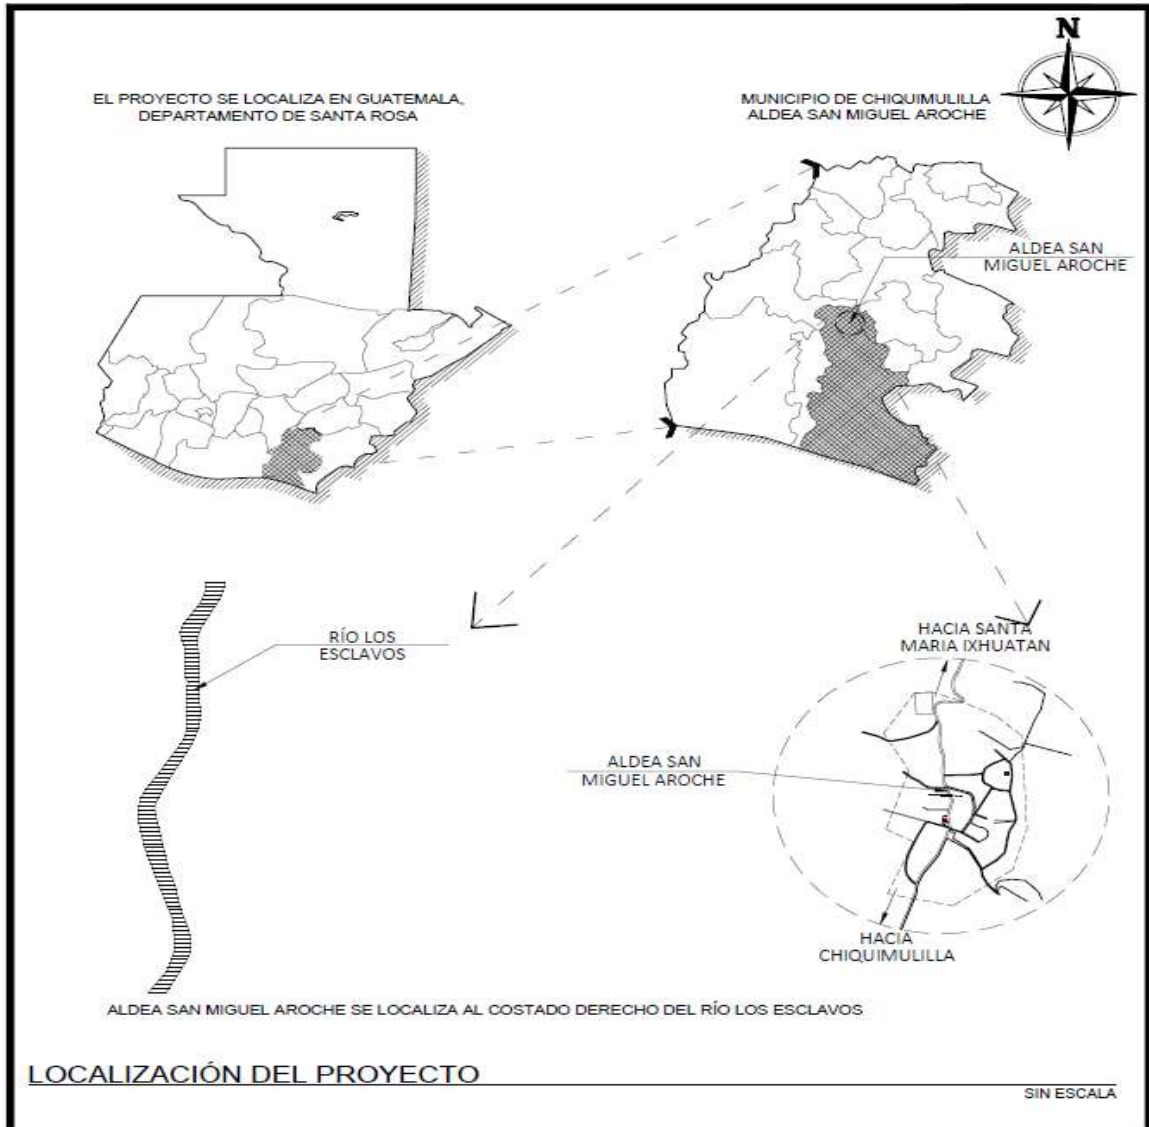 N
EL PROYECTO SE LOCALIZA EN GUATEMALA,
DEPARTAMENTO DE SANTA ROSA
MUNICIPIO DE CHIQUIMULILLA
ALDEA SAN MIGUEL AROCHE
ALDEA SAN
MIGUEL AROCHE
RÍO LOS
ESCLAVOS
HACIA SANTA
MARIA IXHUATAN
ALDEA SAN
MIGUEL AROCHE
HACIA
CHIQUIMULILLA
ALDEA SAN MIGUEL AROCHE SE LOCALIZA AL COSTADO DERECHO DEL RÍO LOS ESCLAVOS
LOCALIZACIÓN DEL PROYECTO
SIN ESCALA